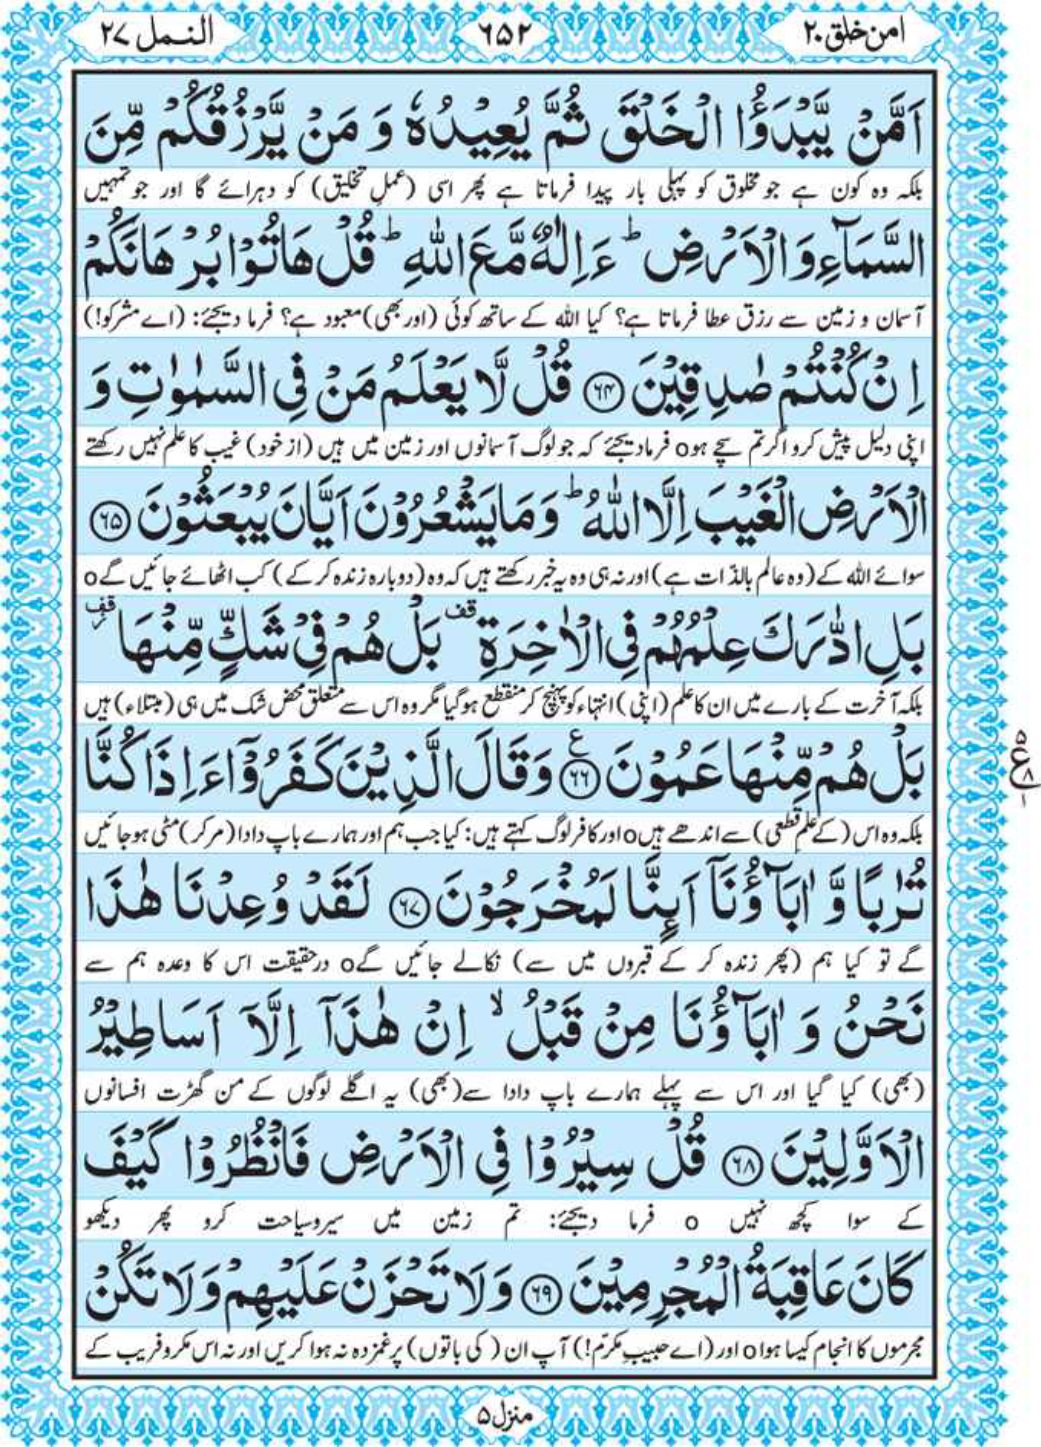 امن خلق ۲۰
۶۵۲
النمل ۲۷
اَمَّنْ يَّبْدَؤُا الْخَلْقَ ثُمَّ يُعِيْدُهٗ وَ مَنْ يَّرْزُقُكُمْ مِّنَ
بلکہ وہ کون ہے جو مخلوق کو پہلی بار پیدا فرماتا ہے پھر اسی (عملِ تخلیق) کو دہرائے گا اور جو تمہیں
السَّمَآءِ وَ الْاَرْضِ ؕ ءَاِلٰهٌ مَّعَ اللّٰهِ ؕ قُلْ هَاتُوْا بُرْهَانَكُمْ
آسمان و زمین سے رزق عطا فرماتا ہے؟ کیا اللہ کے ساتھ کوئی (اور بھی) معبود ہے؟ فرما دیجئے: (اے مشرکو!)
اِنْ كُنْتُمْ صٰدِقِيْنَ ۶۴ قُلْ لَّا يَعْلَمُ مَنْ فِي السَّمٰوٰتِ وَ
اپنی دلیل پیش کرو اگر تم سچے ہو o فرما دیجئے کہ جو لوگ آسمانوں اور زمین میں ہیں (از خود) غیب کا علم نہیں رکھتے
الْاَرْضِ الْغَيْبَ اِلَّا اللّٰهُ ؕ وَ مَا يَشْعُرُوْنَ اَيَّانَ يُبْعَثُوْنَ ۶۵
سوائے اللہ کے (وہ عالم بالذّات ہے) اور نہ ہی وہ یہ خبر رکھتے ہیں کہ وہ (دوبارہ زندہ کر کے) کب اٹھائے جائیں گے o
بَلِ ادّٰرَكَ عِلْمُهُمْ فِي الْاٰخِرَةِ قف بَلْ هُمْ فِيْ شَكٍّ مِّنْهَا قف
بلکہ آخرت کے بارے میں ان کا علم (اپنی) انتہاء کو پہنچ کر منقطع ہوگیا مگر وہ اس سے متعلق محض شک میں ہی (مبتلاء) ہیں
بَلْ هُمْ مِّنْهَا عَمُوْنَ ۶۶ ع وَ قَالَ الَّذِيْنَ كَفَرُوْٓا ءَاِذَا كُنَّا
بلکہ وہ اس (کے علمِ قطعی) سے اندھے ہیں o اور کافر لوگ کہتے ہیں: کیا جب ہم اور ہمارے باپ دادا (مر کر) مٹی ہوجائیں
تُرٰبًا وَّ اٰبَآؤُنَآ اَئِنَّا لَمُخْرَجُوْنَ ۶۷ لَقَدْ وُعِدْنَا هٰذَا
گے تو کیا ہم (پھر زندہ کر کے قبروں میں سے) نکالے جائیں گے o درحقیقت اس کا وعدہ ہم سے
نَحْنُ وَ اٰبَآؤُنَا مِنْ قَبْلُ ۙ اِنْ هٰذَآ اِلَّآ اَسَاطِيْرُ
(بھی) کیا گیا اور اس سے پہلے ہمارے باپ دادا سے (بھی) یہ اگلے لوگوں کے من گھڑت افسانوں
الْاَوَّلِيْنَ ۶۸ قُلْ سِيْرُوْا فِي الْاَرْضِ فَانْظُرُوْا كَيْفَ
کے سوا کچھ نہیں o فرما دیجئے: تم زمین میں سیر و سیاحت کرو پھر دیکھو
كَانَ عَاقِبَةُ الْمُجْرِمِيْنَ ۶۹ وَ لَا تَحْزَنْ عَلَيْهِمْ وَ لَا تَكُنْ
مجرموں کا انجام کیسا ہوا o اور (اے حبیبِ مکرّم!) آپ ان (کی باتوں) پر غمزدہ نہ ہوا کریں اور نہ اس مکر و فریب کے
منزل ۵